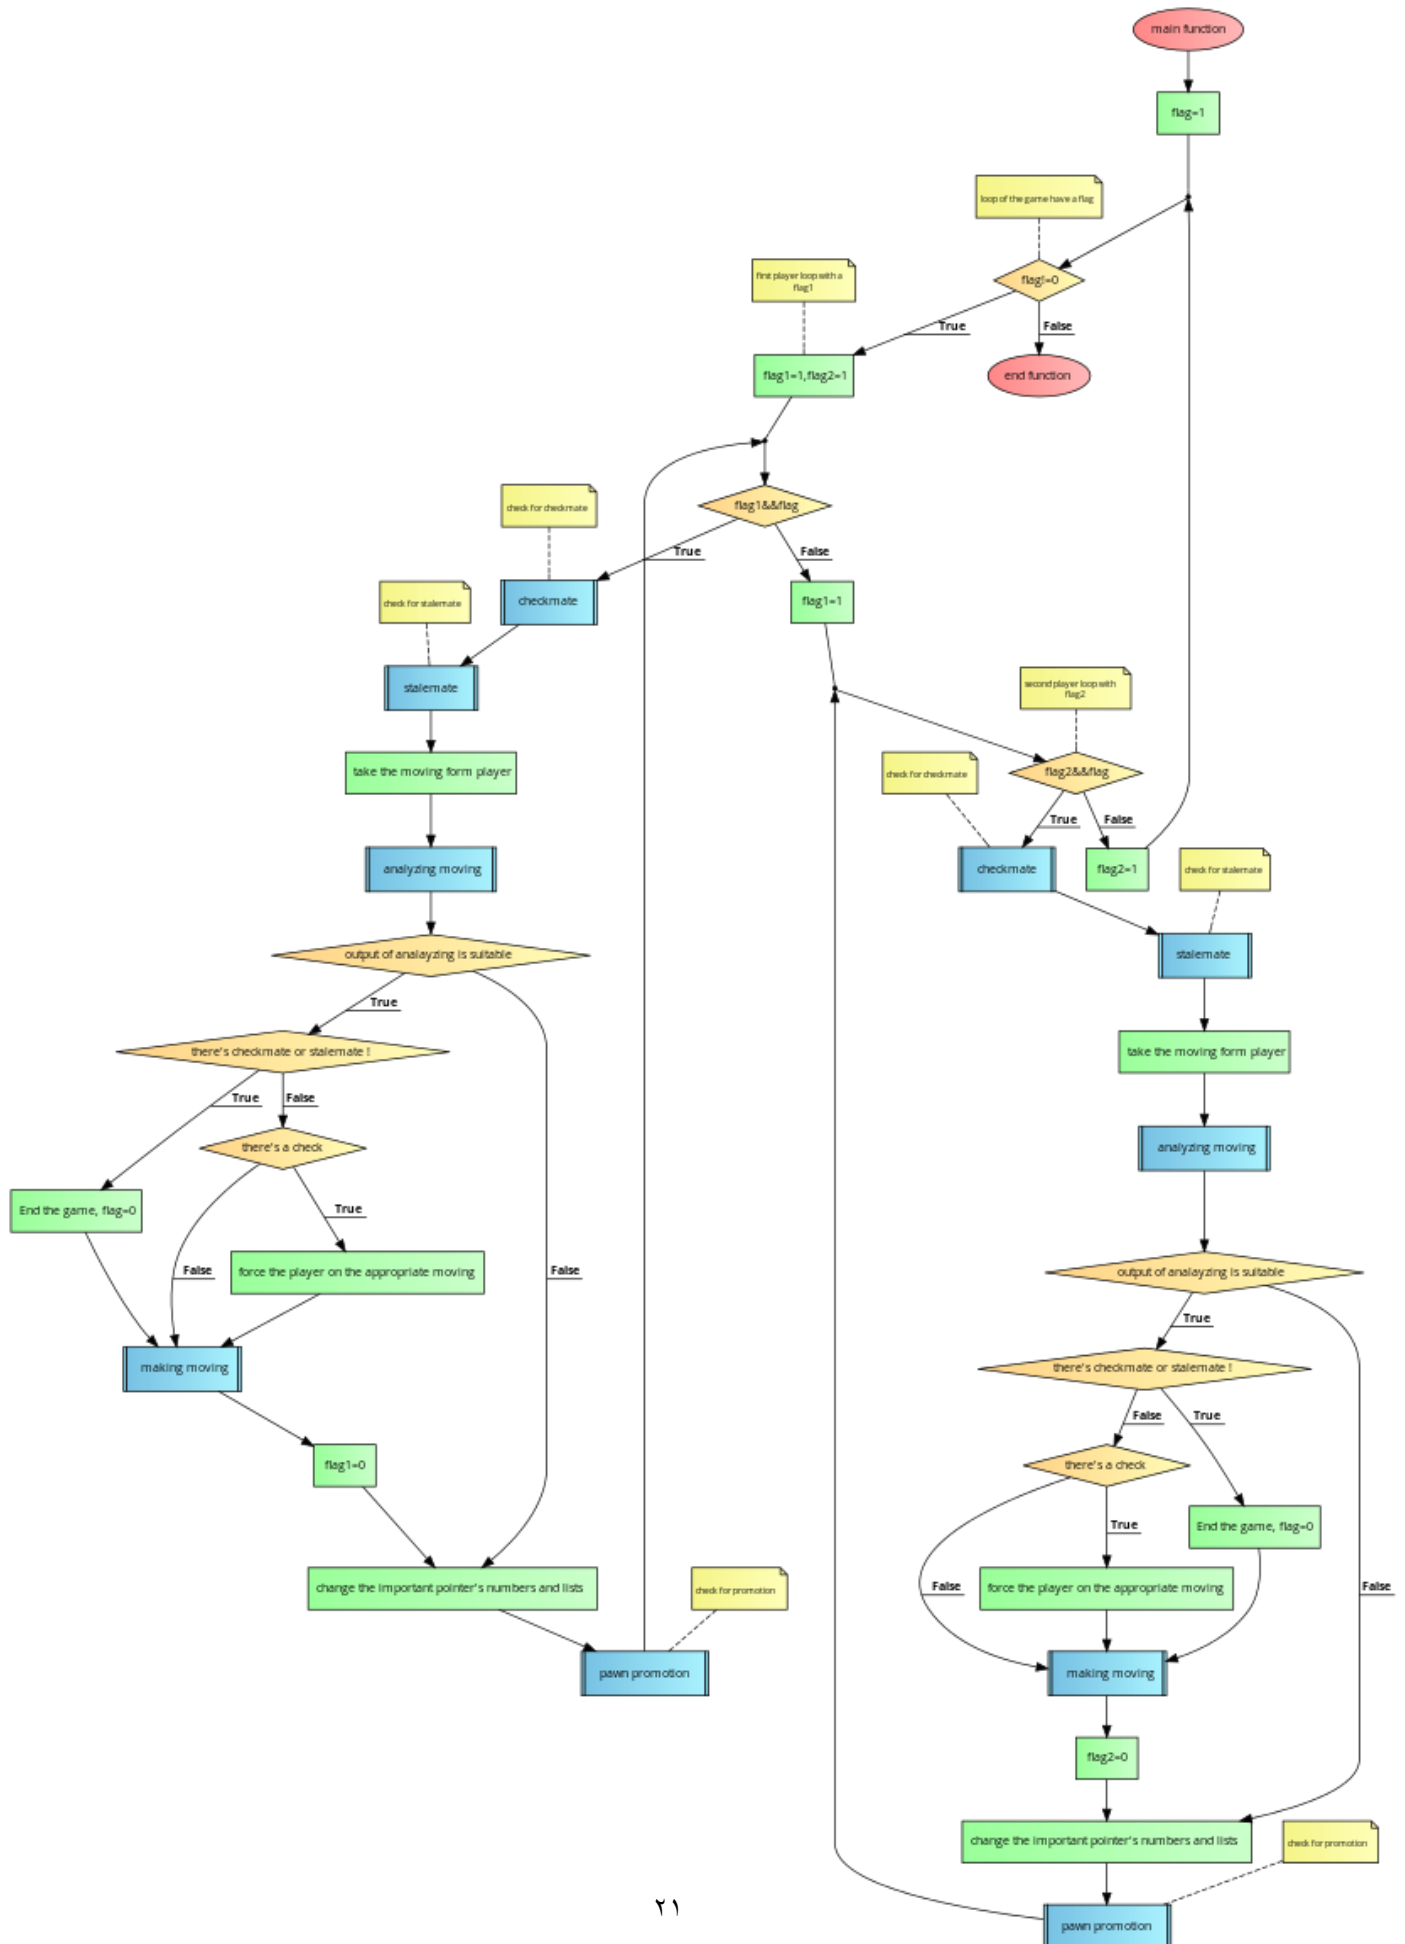 main function
flag=1
loop of the game have a flag
flag!=0
first player loop with a
flag1
True
False
flag1=1,flag2=1
end function
flag1&&flag
check for checkmate
True
False
checkmate
flag1=1
check for stalemate
stalemate
take the moving form player
analyzing moving
output of analayzing is suitable
True
there's checkmate or stalemate !
True
False
there's a check
End the game, flag=0
True
False
False
force the player on the appropriate moving
making moving
flag1=0
change the important pointer's numbers and lists
check for promotion
pawn promotion
second player loop with
flag2
flag2&&flag
check for checkmate
True
False
checkmate
flag2=1
check for stalemate
stalemate
take the moving form player
analyzing moving
output of analayzing is suitable
True
there's checkmate or stalemate !
False
True
there's a check
End the game, flag=0
True
False
False
force the player on the appropriate moving
making moving
flag2=0
change the important pointer's numbers and lists
check for promotion
pawn promotion
٢١